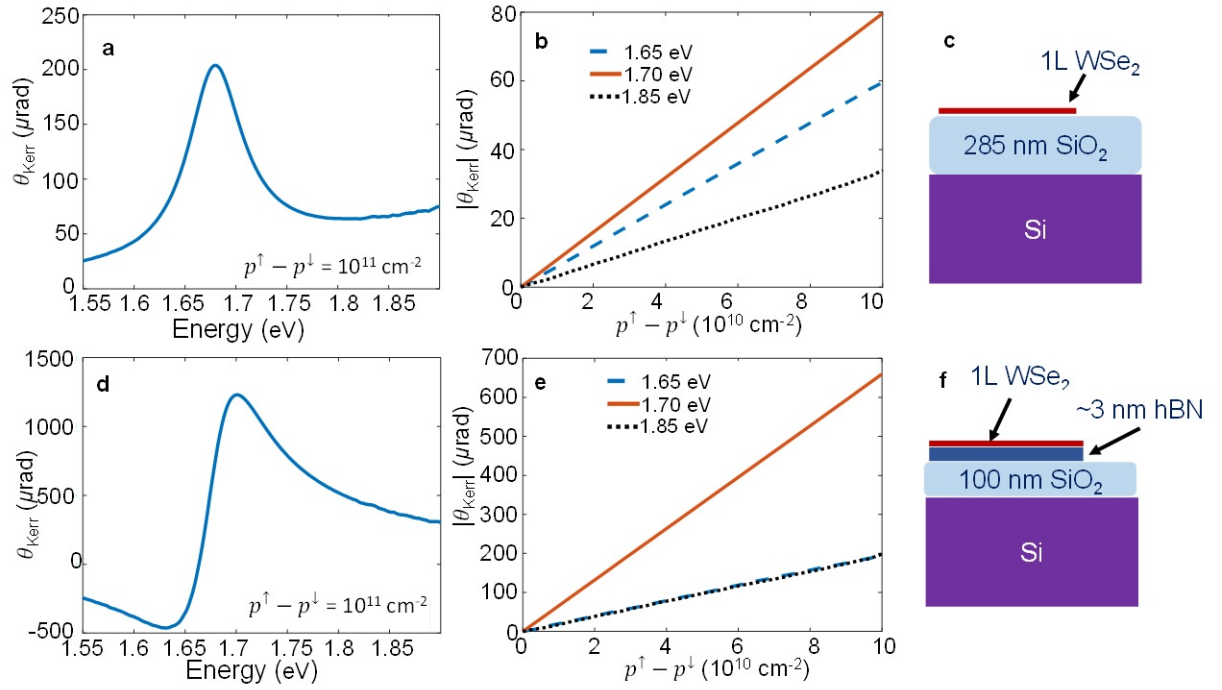 a
250
200
150
100
50
0
θKerr (μrad)
1.55 1.6 1.65 1.7 1.75 1.8 1.85
Energy (eV)
p↑ − p↓ = 10¹¹ cm⁻²
b
80
60
40
20
0
|θKerr| (μrad)
1.65 eV
1.70 eV
1.85 eV
0 2 4 6 8 10
p↑ − p↓ (10¹⁰ cm⁻²)
c
1L WSe₂
285 nm SiO₂
Si
d
1500
1000
500
0
-500
θKerr (μrad)
1.55 1.6 1.65 1.7 1.75 1.8 1.85
Energy (eV)
p↑ − p↓ = 10¹¹ cm⁻²
e
700
600
500
400
300
200
100
0
|θKerr| (μrad)
1.65 eV
1.70 eV
1.85 eV
0 2 4 6 8 10
p↑ − p↓ (10¹⁰ cm⁻²)
f
1L WSe₂
~3 nm hBN
100 nm SiO₂
Si